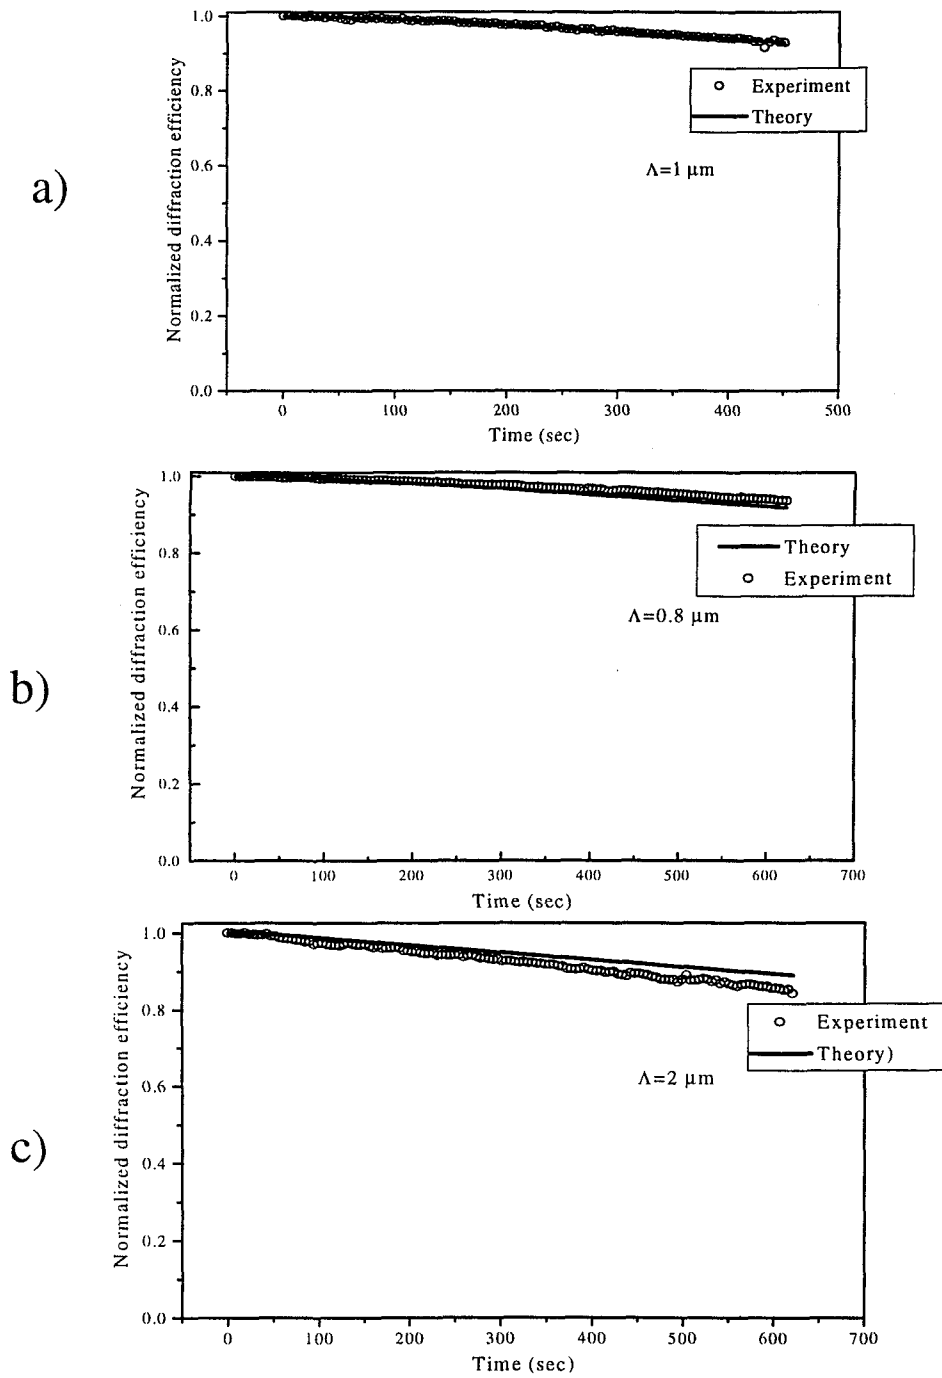 a)
Normalized diffraction efficiency
1.0
0.8
0.6
0.4
0.2
0.0
Experiment
Theory
Λ=1 μm
0 100 200 300 400 500
Time (sec)
b)
Normalized diffraction efficiency
1.0
0.8
0.6
0.4
0.2
0.0
Theory
Experiment
Λ=0.8 μm
0 100 200 300 400 500 600 700
Time (sec)
c)
Normalized diffraction efficiency
1.0
0.8
0.6
0.4
0.2
0.0
Experiment
Theory)
Λ=2 μm
0 100 200 300 400 500 600 700
Time (sec)